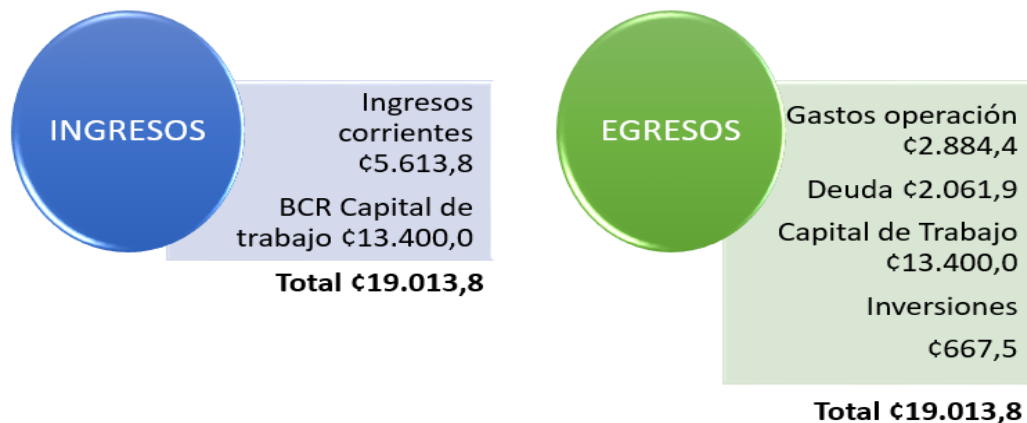 INGRESOS
Ingresos
corrientes
¢5.613,8
BCR Capital de
trabajo ¢13.400,0
Total ¢19.013,8
EGRESOS
Gastos operación
¢2.884,4
Deuda ¢2.061,9
Capital de Trabajo
¢13.400,0
Inversiones
¢667,5
Total ¢19.013,8